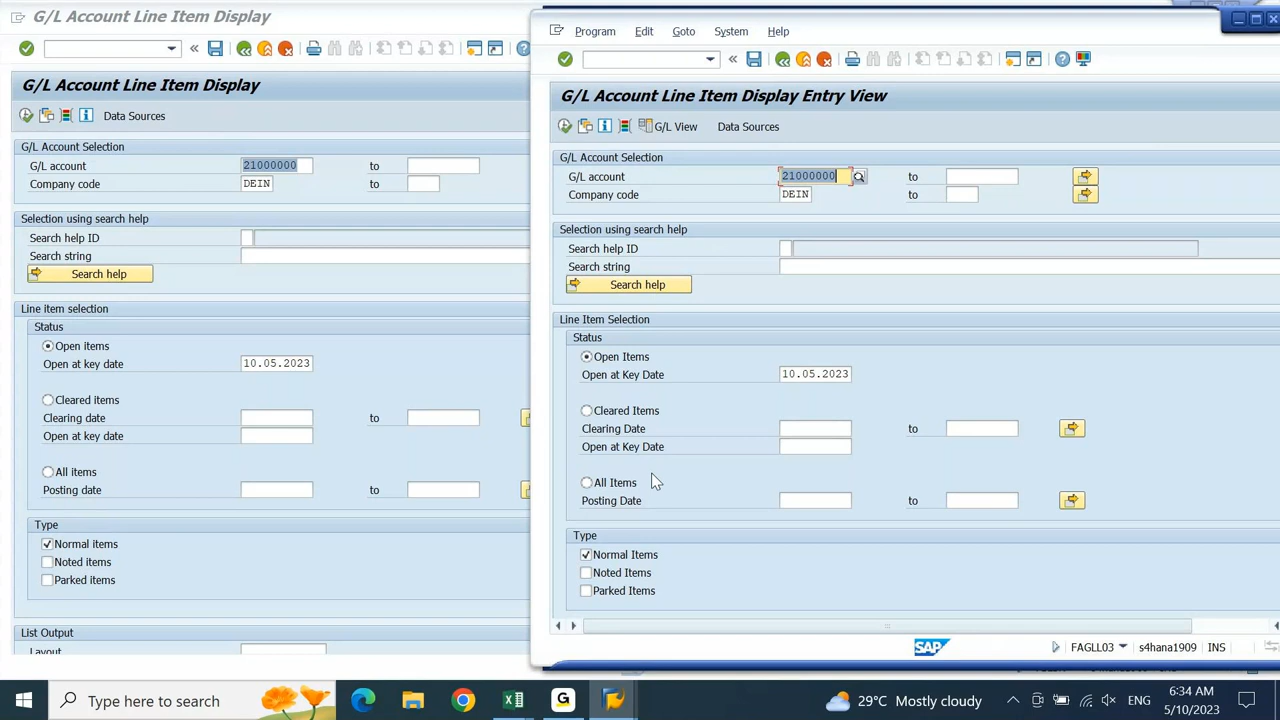 G/L Account Line Item Display
G/L Account Line Item Display
Data Sources
G/L Account Selection
G/L account 21000000 to
Company code DEIN to
Selection using search help
Search help ID
Search string
Search help
Line item selection
Status
Open items
Open at key date 10.05.2023
Cleared items
Clearing date to
Open at key date
All items
Posting date to
Type
Normal items
Noted items
Parked items
List Output
Layout
Program Edit Goto System Help
G/L Account Line Item Display Entry View
G/L View Data Sources
G/L Account Selection
G/L account 21000000 to
Company code DEIN to
Selection using search help
Search help ID
Search string
Search help
Line Item Selection
Status
Open Items
Open at Key Date 10.05.2023
Cleared Items
Clearing Date to
Open at Key Date
All Items
Posting Date to
Type
Normal Items
Noted Items
Parked Items
SAP FAGLL03 s4hana1909 INS
Type here to search
29°C Mostly cloudy ENG
6:34 AM
5/10/2023